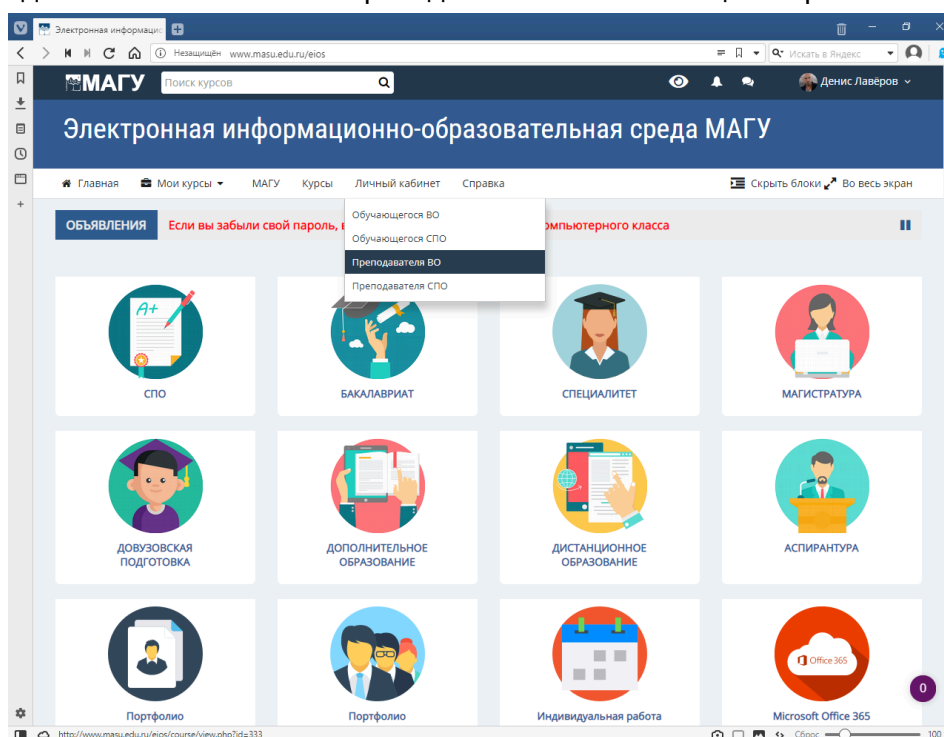 Электронная информацис
Незащищён www.masu.edu.ru/eios
Искать в Яндекс
МАГУ
Поиск курсов
Денис Лавёров
Электронная информационно-образовательная среда МАГУ
Главная Мои курсы МАГУ Курсы Личный кабинет Справка Скрыть блоки Во весь экран
ОБЪЯВЛЕНИЯ Если вы забыли свой пароль, омпьютерного класса
Обучающегося ВО
Обучающегося СПО
Преподавателя ВО
Преподавателя СПО
A+
СПО
БАКАЛАВРИАТ
СПЕЦИАЛИТЕТ
МАГИСТРАТУРА
ДОВУЗОВСКАЯ
ПОДГОТОВКА
ДОПОЛНИТЕЛЬНОЕ
ОБРАЗОВАНИЕ
ДИСТАНЦИОННОЕ
ОБРАЗОВАНИЕ
АСПИРАНТУРА
Office 365
0
Портфолио
Портфолио
Индивидуальная работа
Microsoft Office 365
http://www.masu.edu.ru/eios/course/view.php?id=333
Сброс
100